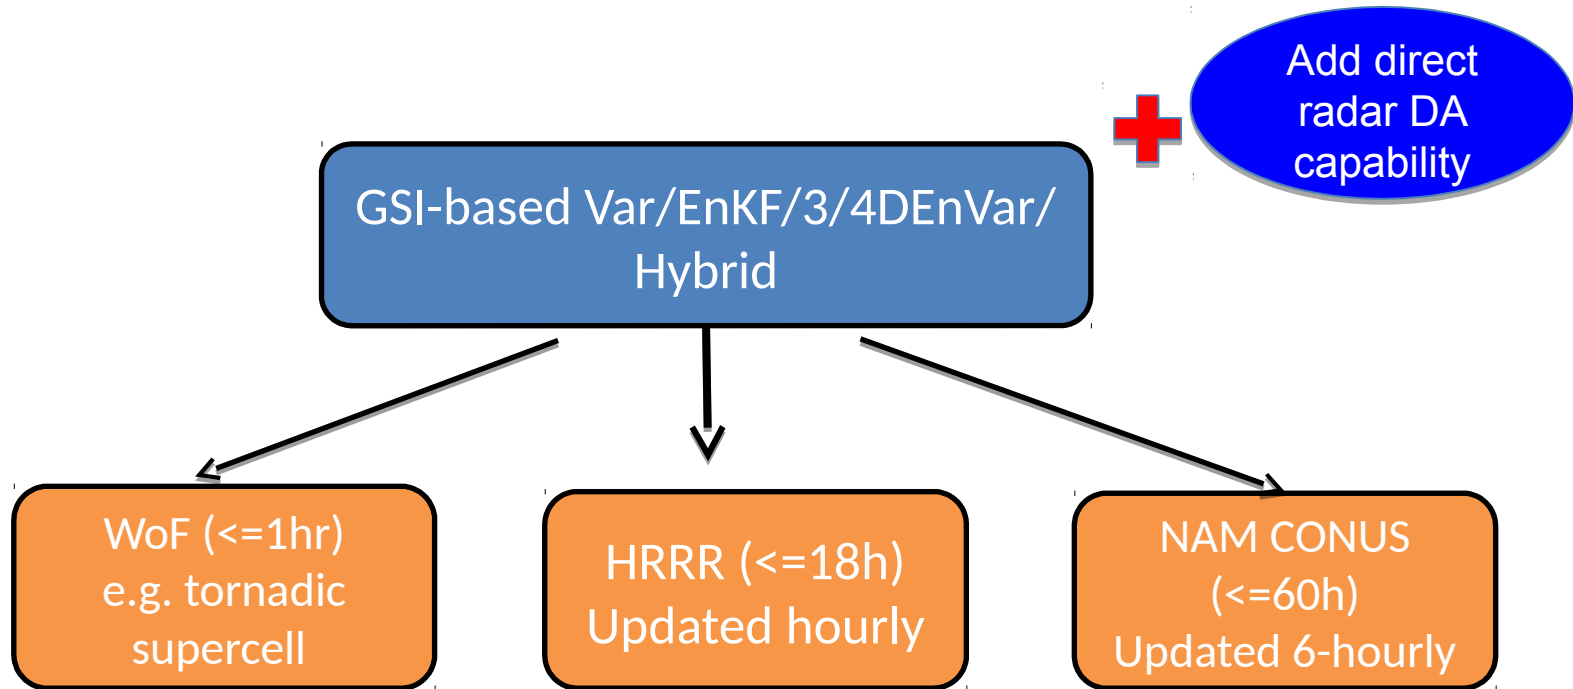 Add direct
radar DA
capability
GSI-based Var/EnKF/3/4DEnVar/
Hybrid
WoF (<=1hr)
e.g. tornadic
supercell
HRRR (<=18h)
Updated hourly
NAM CONUS
(<=60h)
Updated 6-hourly